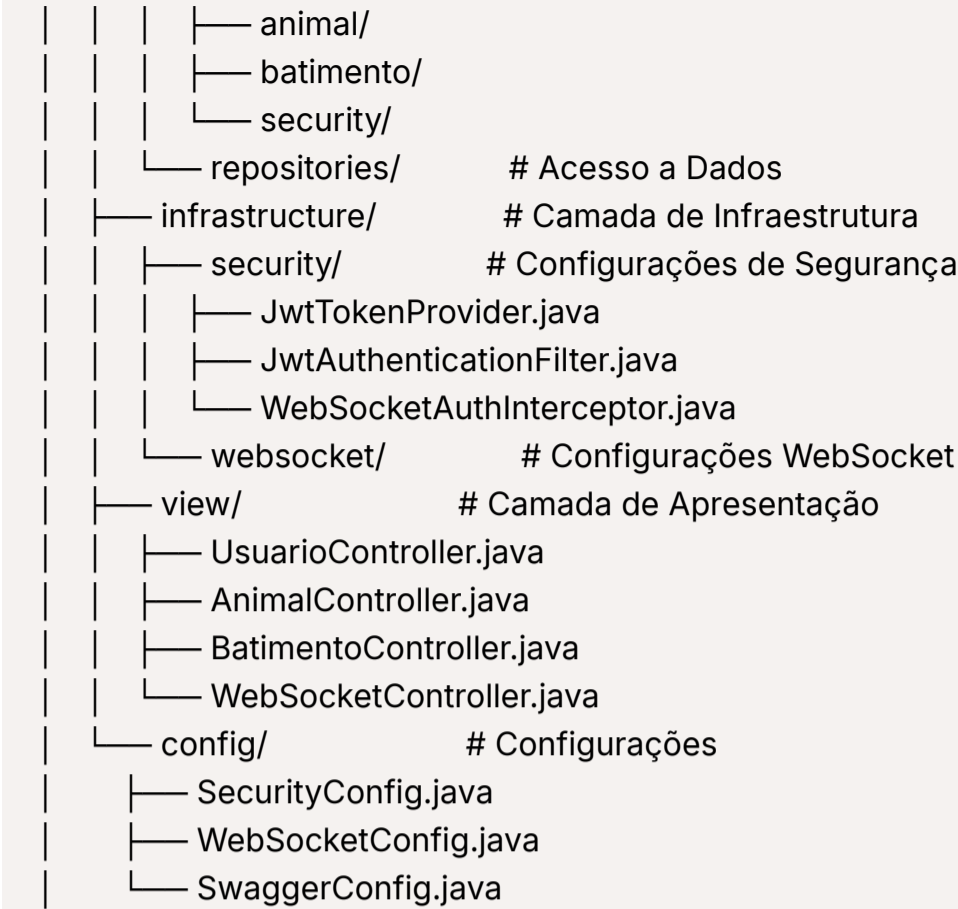 │ │ │ ├── animal/
│ │ │ ├── batimento/
│ │ │ └── security/
│ │ └── repositories/ # Acesso a Dados
│ ├── infrastructure/ # Camada de Infraestrutura
│ │ ├── security/ # Configurações de Segurança
│ │ │ ├── JwtTokenProvider.java
│ │ │ ├── JwtAuthenticationFilter.java
│ │ │ └── WebSocketAuthInterceptor.java
│ │ └── websocket/ # Configurações WebSocket
│ ├── view/ # Camada de Apresentação
│ │ ├── UsuarioController.java
│ │ ├── AnimalController.java
│ │ ├── BatimentoController.java
│ │ └── WebSocketController.java
│ └── config/ # Configurações
│ ├── SecurityConfig.java
│ ├── WebSocketConfig.java
│ └── SwaggerConfig.java